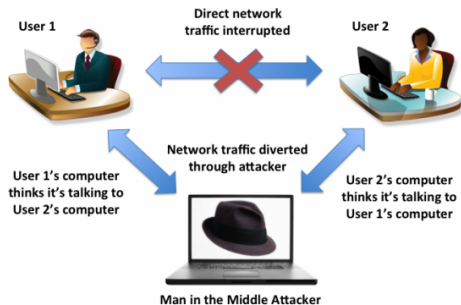 User 1
Direct network
traffic interrupted
User 2
Network traffic diverted
through attacker
User 1's computer
thinks it's talking to
User 2's computer
User 2's computer
thinks it's talking to
User 1's computer
Man in the Middle Attacker